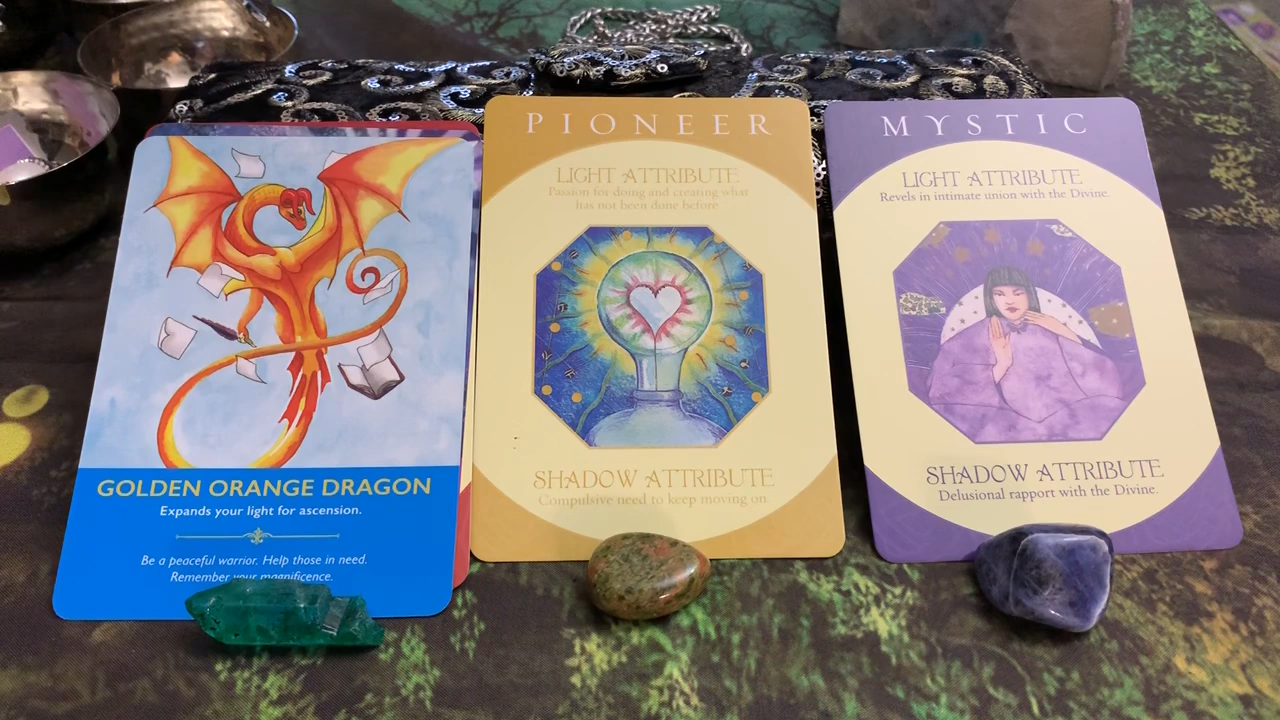 GOLDEN ORANGE DRAGON
Expands your light for ascension.
Be a peaceful warrior. Help those in need.
Remember your magnificence.
PIONEER
LIGHT ATTRIBUTE
Passion for doing and creating what
has not been done before
SHADOW ATTRIBUTE
Compulsive need to keep moving on
MYSTIC
LIGHT ATTRIBUTE
Revels in intimate union with the Divine.
SHADOW ATTRIBUTE
Delusional rapport with the Divine.